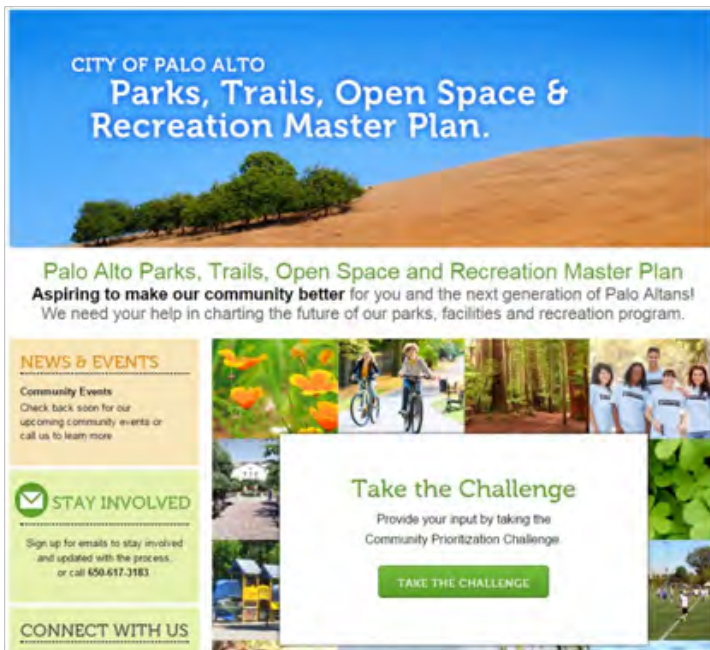 CITY OF PALO ALTO
Parks, Trails, Open Space &
Recreation Master Plan.
Palo Alto Parks, Trails, Open Space and Recreation Master Plan
Aspiring to make our community better for you and the next generation of Palo Altans!
We need your help in charting the future of our parks, facilities and recreation program.
NEWS & EVENTS
Community Events
Check back soon for our
upcoming community events or
call us to learn more
STAY INVOLVED
Sign up for emails to stay involved
and updated with the process.
or call 650-617-3183
CONNECT WITH US
Take the Challenge
Provide your input by taking the
Community Prioritization Challenge
TAKE THE CHALLENGE